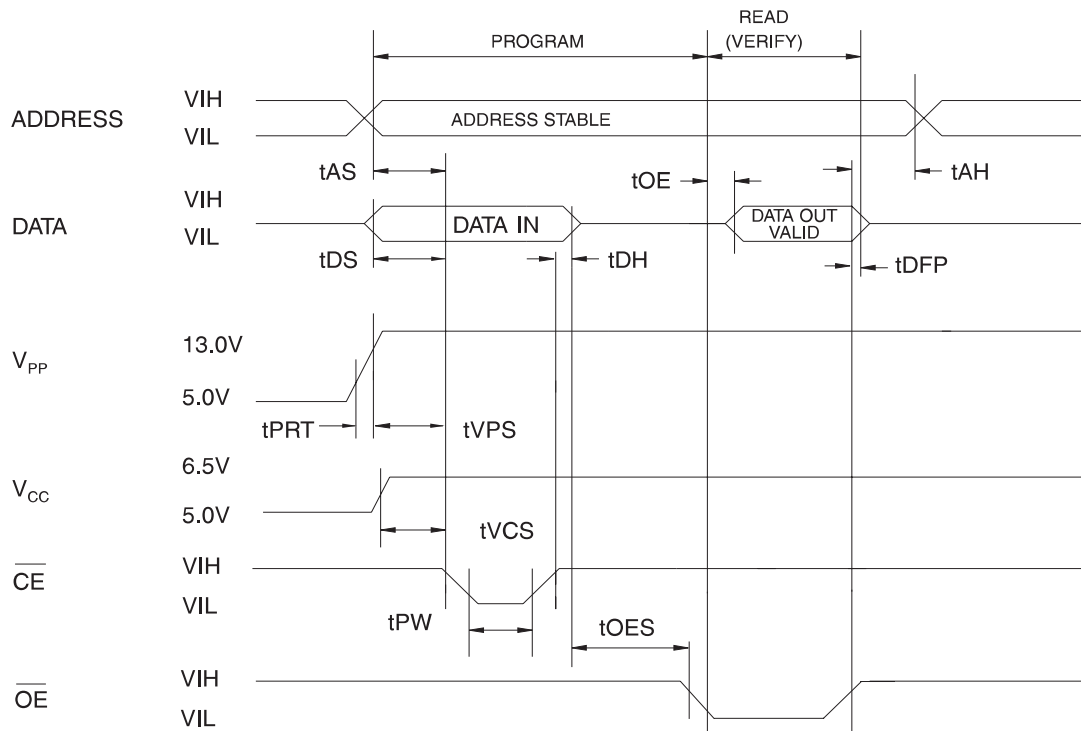 READ
PROGRAM (VERIFY)
ADDRESS VIH
VIL
ADDRESS STABLE
tAS tOE tAH
DATA VIH
VIL
DATA IN
DATA OUT
VALID
tDS tDH tDFP
VPP 13.0V
5.0V
tPRT tVPS
VCC 6.5V
5.0V
tVCS
CE VIH
VIL
tPW tOES
OE VIH
VIL